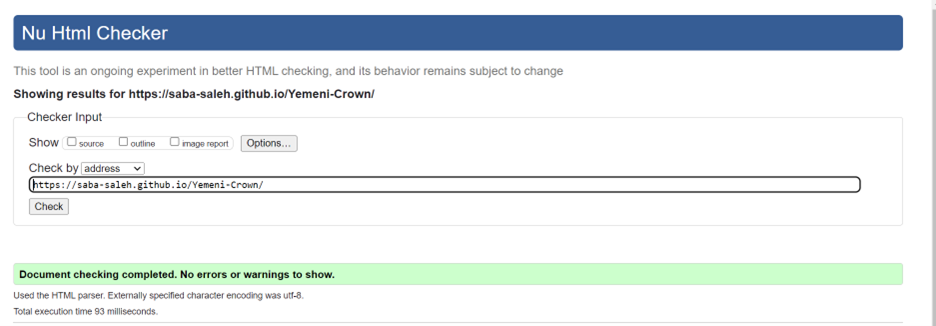 Nu Html Checker
This tool is an ongoing experiment in better HTML checking, and its behavior remains subject to change
Showing results for https://saba-saleh.github.io/Yemeni-Crown/
Checker Input
Show source outline image report Options...
Check by address
https://saba-saleh.github.io/Yemeni-Crown/
Check
Document checking completed. No errors or warnings to show.
Used the HTML parser. Externally specified character encoding was utf-8.
Total execution time 93 milliseconds.